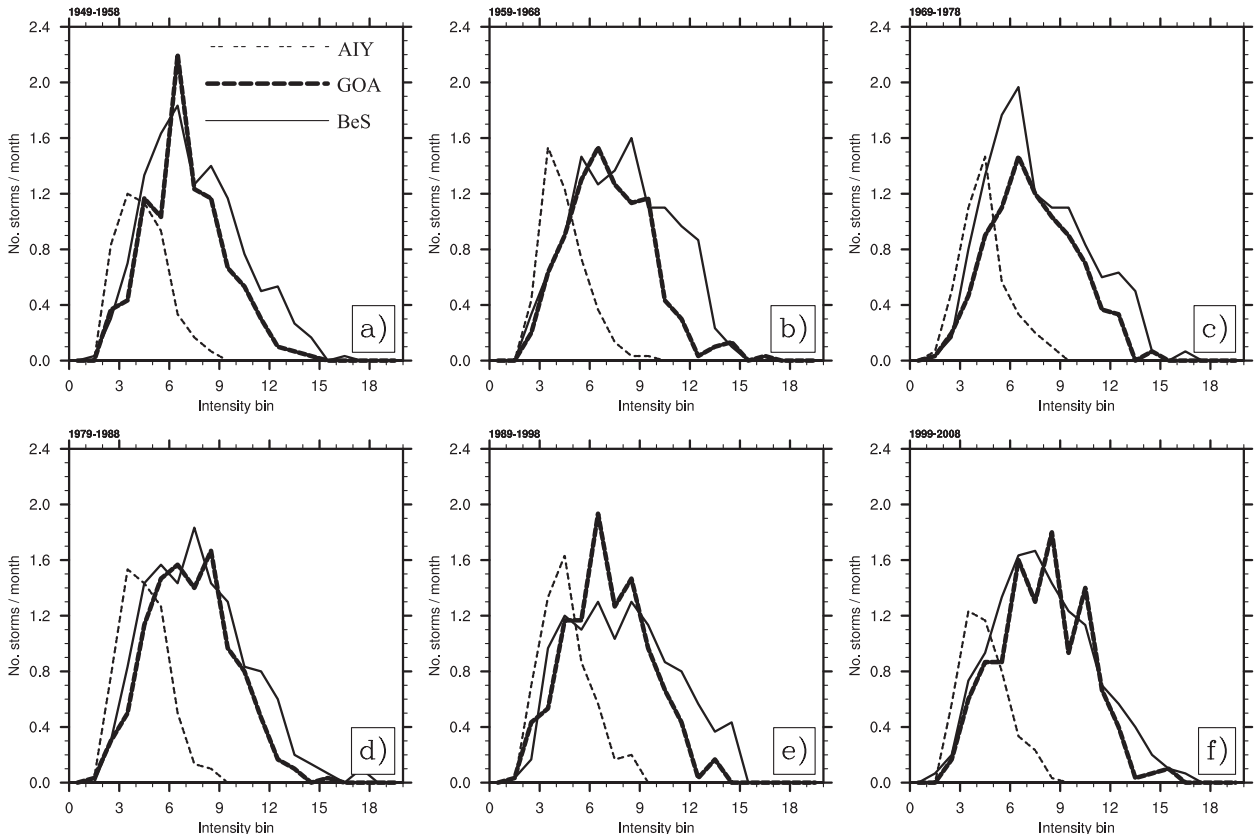 1949-1958
1959-1968
1969-1978
2.4
2.0
1.6
1.2
0.8
0.4
0.0
No. storms / month
0 3 6 9 12 15 18
Intensity bin
AIY
GOA
BeS
a)
2.4
2.0
1.6
1.2
0.8
0.4
0.0
No. storms / month
0 3 6 9 12 15 18
Intensity bin
b)
2.4
2.0
1.6
1.2
0.8
0.4
0.0
No. storms / month
0 3 6 9 12 15 18
Intensity bin
c)
1979-1988
1989-1998
1999-2008
2.4
2.0
1.6
1.2
0.8
0.4
0.0
No. storms / month
0 3 6 9 12 15 18
Intensity bin
d)
2.4
2.0
1.6
1.2
0.8
0.4
0.0
No. storms / month
0 3 6 9 12 15 18
Intensity bin
e)
2.4
2.0
1.6
1.2
0.8
0.4
0.0
No. storms / month
0 3 6 9 12 15 18
Intensity bin
f)